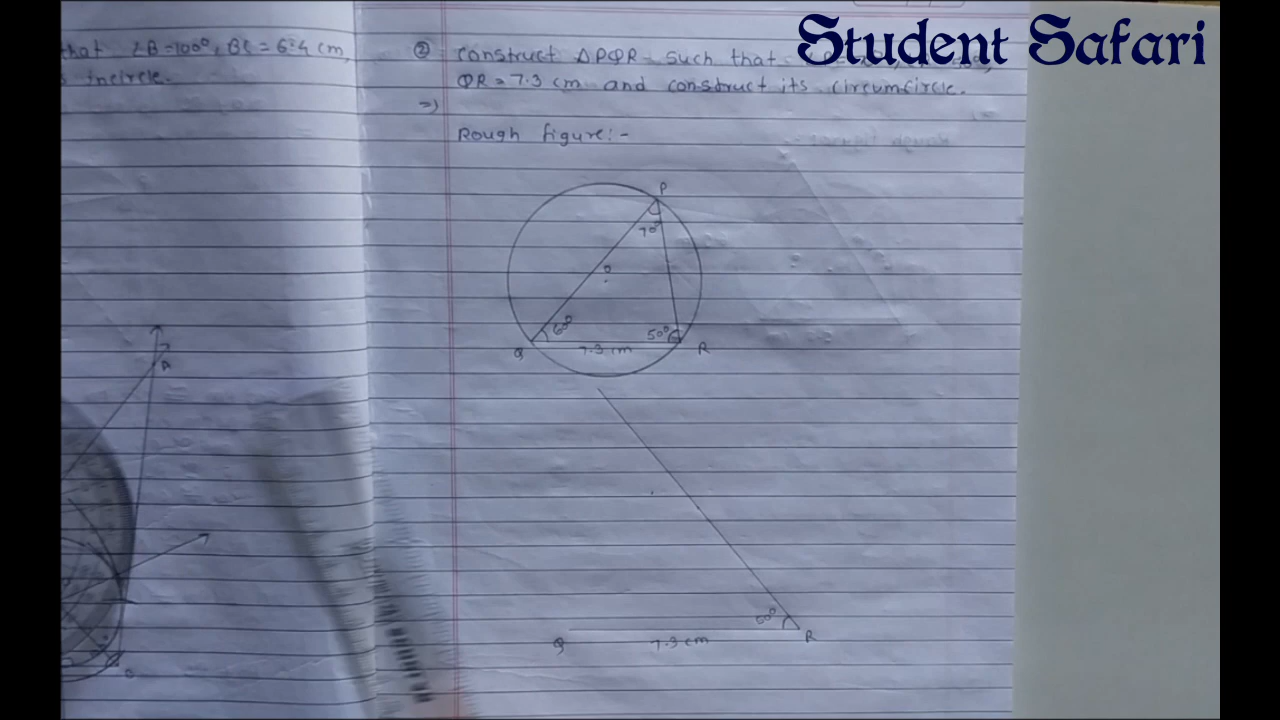 Student Safari
that ∠B=100°, BC = 6.4 cm,
incircle.
② construct △PQR such that
QR = 7.3 cm and construct its circumcircle.
=)
Rough figure:-
P
70°
O
60°
50°
Q
7.3 cm
R
A
60°
Q
7.3 cm
R